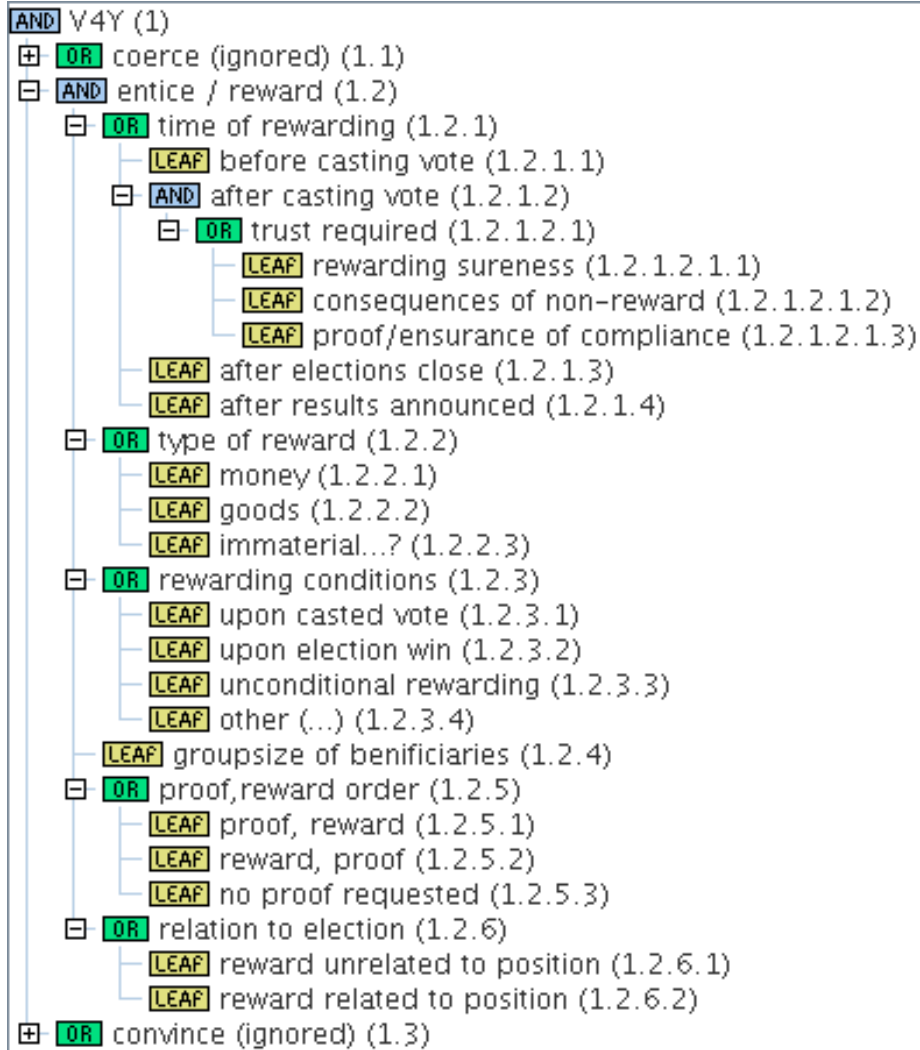 AND V4Y (1)
OR coerce (ignored) (1.1)
AND entice / reward (1.2)
OR time of rewarding (1.2.1)
LEAF before casting vote (1.2.1.1)
AND after casting vote (1.2.1.2)
OR trust required (1.2.1.2.1)
LEAF rewarding sureness (1.2.1.2.1.1)
LEAF consequences of non-reward (1.2.1.2.1.2)
LEAF proof/ensurance of compliance (1.2.1.2.1.3)
LEAF after elections close (1.2.1.3)
LEAF after results announced (1.2.1.4)
OR type of reward (1.2.2)
LEAF money (1.2.2.1)
LEAF goods (1.2.2.2)
LEAF immaterial...? (1.2.2.3)
OR rewarding conditions (1.2.3)
LEAF upon casted vote (1.2.3.1)
LEAF upon election win (1.2.3.2)
LEAF unconditional rewarding (1.2.3.3)
LEAF other (...) (1.2.3.4)
LEAF groupsize of benificiaries (1.2.4)
OR proof,reward order (1.2.5)
LEAF proof, reward (1.2.5.1)
LEAF reward, proof (1.2.5.2)
LEAF no proof requested (1.2.5.3)
OR relation to election (1.2.6)
LEAF reward unrelated to position (1.2.6.1)
LEAF reward related to position (1.2.6.2)
OR convince (ignored) (1.3)